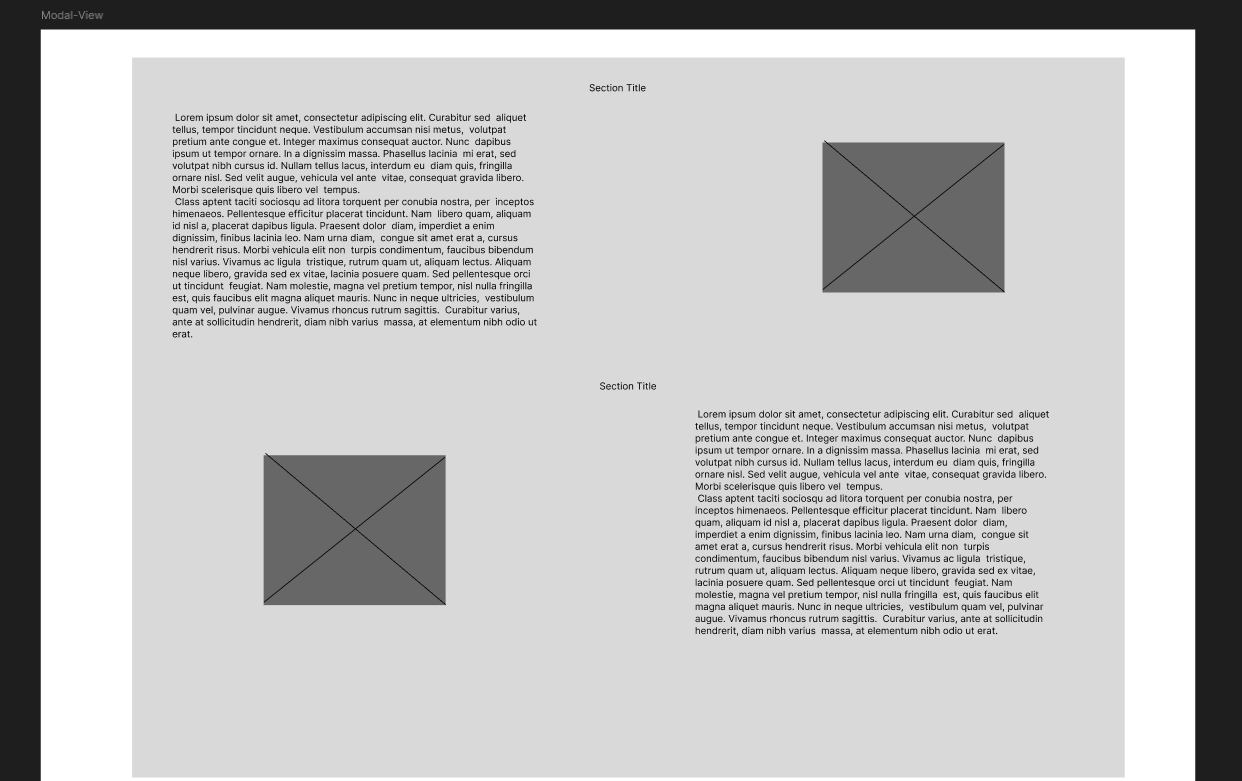 Modal-View
Section Title
Lorem ipsum dolor sit amet, consectetur adipiscing elit. Curabitur sed  aliquet
tellus, tempor tincidunt neque. Vestibulum accumsan nisi metus,  volutpat
pretium ante congue et. Integer maximus consequat auctor. Nunc  dapibus
ipsum ut tempor ornare. In a dignissim massa. Phasellus lacinia  mi erat, sed
volutpat nibh cursus id. Nullam tellus lacus, interdum eu  diam quis, fringilla
ornare nisl. Sed velit augue, vehicula vel ante  vitae, consequat gravida libero.
Morbi scelerisque quis libero vel  tempus.
Class aptent taciti sociosqu ad litora torquent per conubia nostra, per  inceptos
himenaeos. Pellentesque efficitur placerat tincidunt. Nam  libero quam, aliquam
id nisl a, placerat dapibus ligula. Praesent dolor  diam, imperdiet a enim
dignissim, finibus lacinia leo. Nam urna diam,  congue sit amet erat a, cursus
hendrerit risus. Morbi vehicula elit non  turpis condimentum, faucibus bibendum
nisl varius. Vivamus ac ligula  tristique, rutrum quam ut, aliquam lectus. Aliquam
neque libero, gravida sed ex vitae, lacinia posuere quam. Sed pellentesque orci
ut tincidunt  feugiat. Nam molestie, magna vel pretium tempor, nisl nulla fringilla
est, quis faucibus elit magna aliquet mauris. Nunc in neque ultricies,  vestibulum
quam vel, pulvinar augue. Vivamus rhoncus rutrum sagittis.  Curabitur varius,
ante at sollicitudin hendrerit, diam nibh varius  massa, at elementum nibh odio ut
erat.
Section Title
Lorem ipsum dolor sit amet, consectetur adipiscing elit. Curabitur sed  aliquet
tellus, tempor tincidunt neque. Vestibulum accumsan nisi metus,  volutpat
pretium ante congue et. Integer maximus consequat auctor. Nunc  dapibus
ipsum ut tempor ornare. In a dignissim massa. Phasellus lacinia  mi erat, sed
volutpat nibh cursus id. Nullam tellus lacus, interdum eu  diam quis, fringilla
ornare nisl. Sed velit augue, vehicula vel ante  vitae, consequat gravida libero.
Morbi scelerisque quis libero vel  tempus.
Class aptent taciti sociosqu ad litora torquent per conubia nostra, per
inceptos himenaeos. Pellentesque efficitur placerat tincidunt. Nam  libero
quam, aliquam id nisl a, placerat dapibus ligula. Praesent dolor  diam,
imperdiet a enim dignissim, finibus lacinia leo. Nam urna diam,  congue sit
amet erat a, cursus hendrerit risus. Morbi vehicula elit non  turpis
condimentum, faucibus bibendum nisl varius. Vivamus ac ligula  tristique,
rutrum quam ut, aliquam lectus. Aliquam neque libero, gravida sed ex vitae,
lacinia posuere quam. Sed pellentesque orci ut tincidunt  feugiat. Nam
molestie, magna vel pretium tempor, nisl nulla fringilla  est, quis faucibus elit
magna aliquet mauris. Nunc in neque ultricies,  vestibulum quam vel, pulvinar
augue. Vivamus rhoncus rutrum sagittis.  Curabitur varius, ante at sollicitudin
hendrerit, diam nibh varius  massa, at elementum nibh odio ut erat.